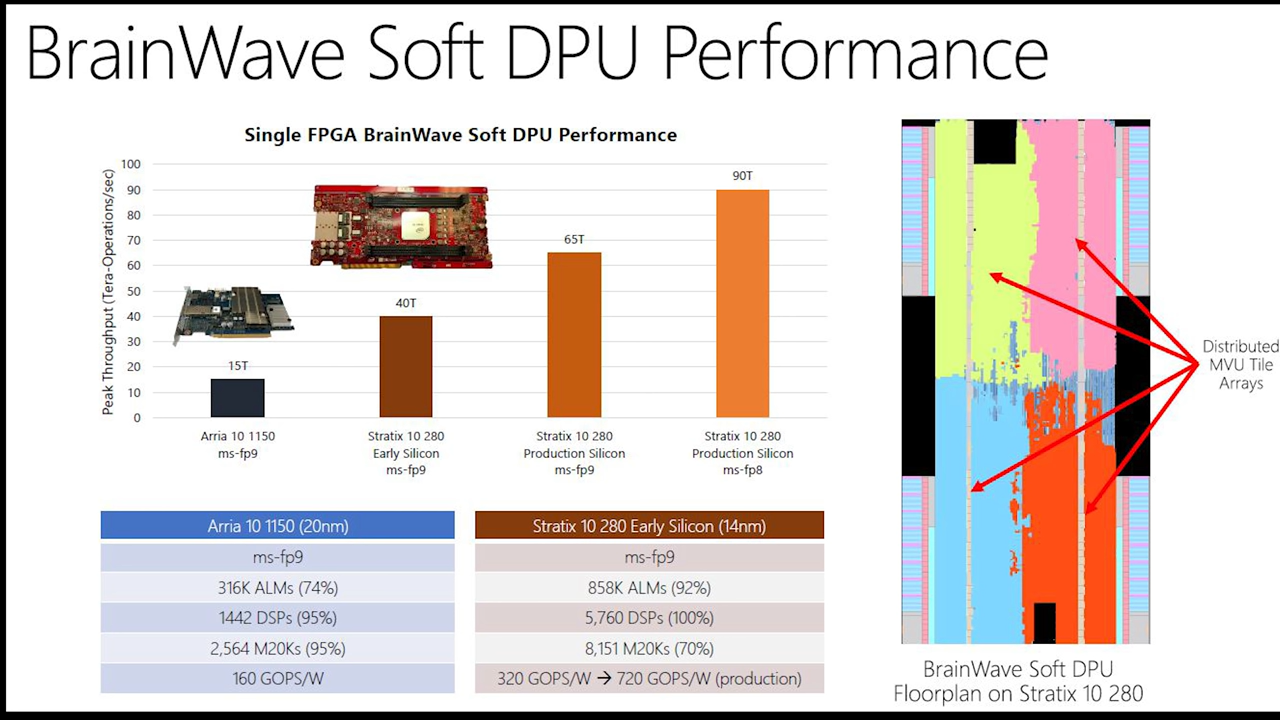 BrainWave Soft DPU Performance
Single FPGA BrainWave Soft DPU Performance
Peak Throughput (Tera-Operations/sec)
100
90
80
70
60
50
40
30
20
10
0
15T
40T
65T
90T
Arria 10 1150
ms-fp9
Stratix 10 280
Early Silicon
ms-fp9
Stratix 10 280
Production Silicon
ms-fp9
Stratix 10 280
Production Silicon
ms-fp8
Arria 10 1150 (20nm)
ms-fp9
316K ALMs (74%)
1442 DSPs (95%)
2,564 M20Ks (95%)
160 GOPS/W
Stratix 10 280 Early Silicon (14nm)
ms-fp9
858K ALMs (92%)
5,760 DSPs (100%)
8,151 M20Ks (70%)
320 GOPS/W → 720 GOPS/W (production)
Distributed
MVU Tile
Arrays
BrainWave Soft DPU
Floorplan on Stratix 10 280